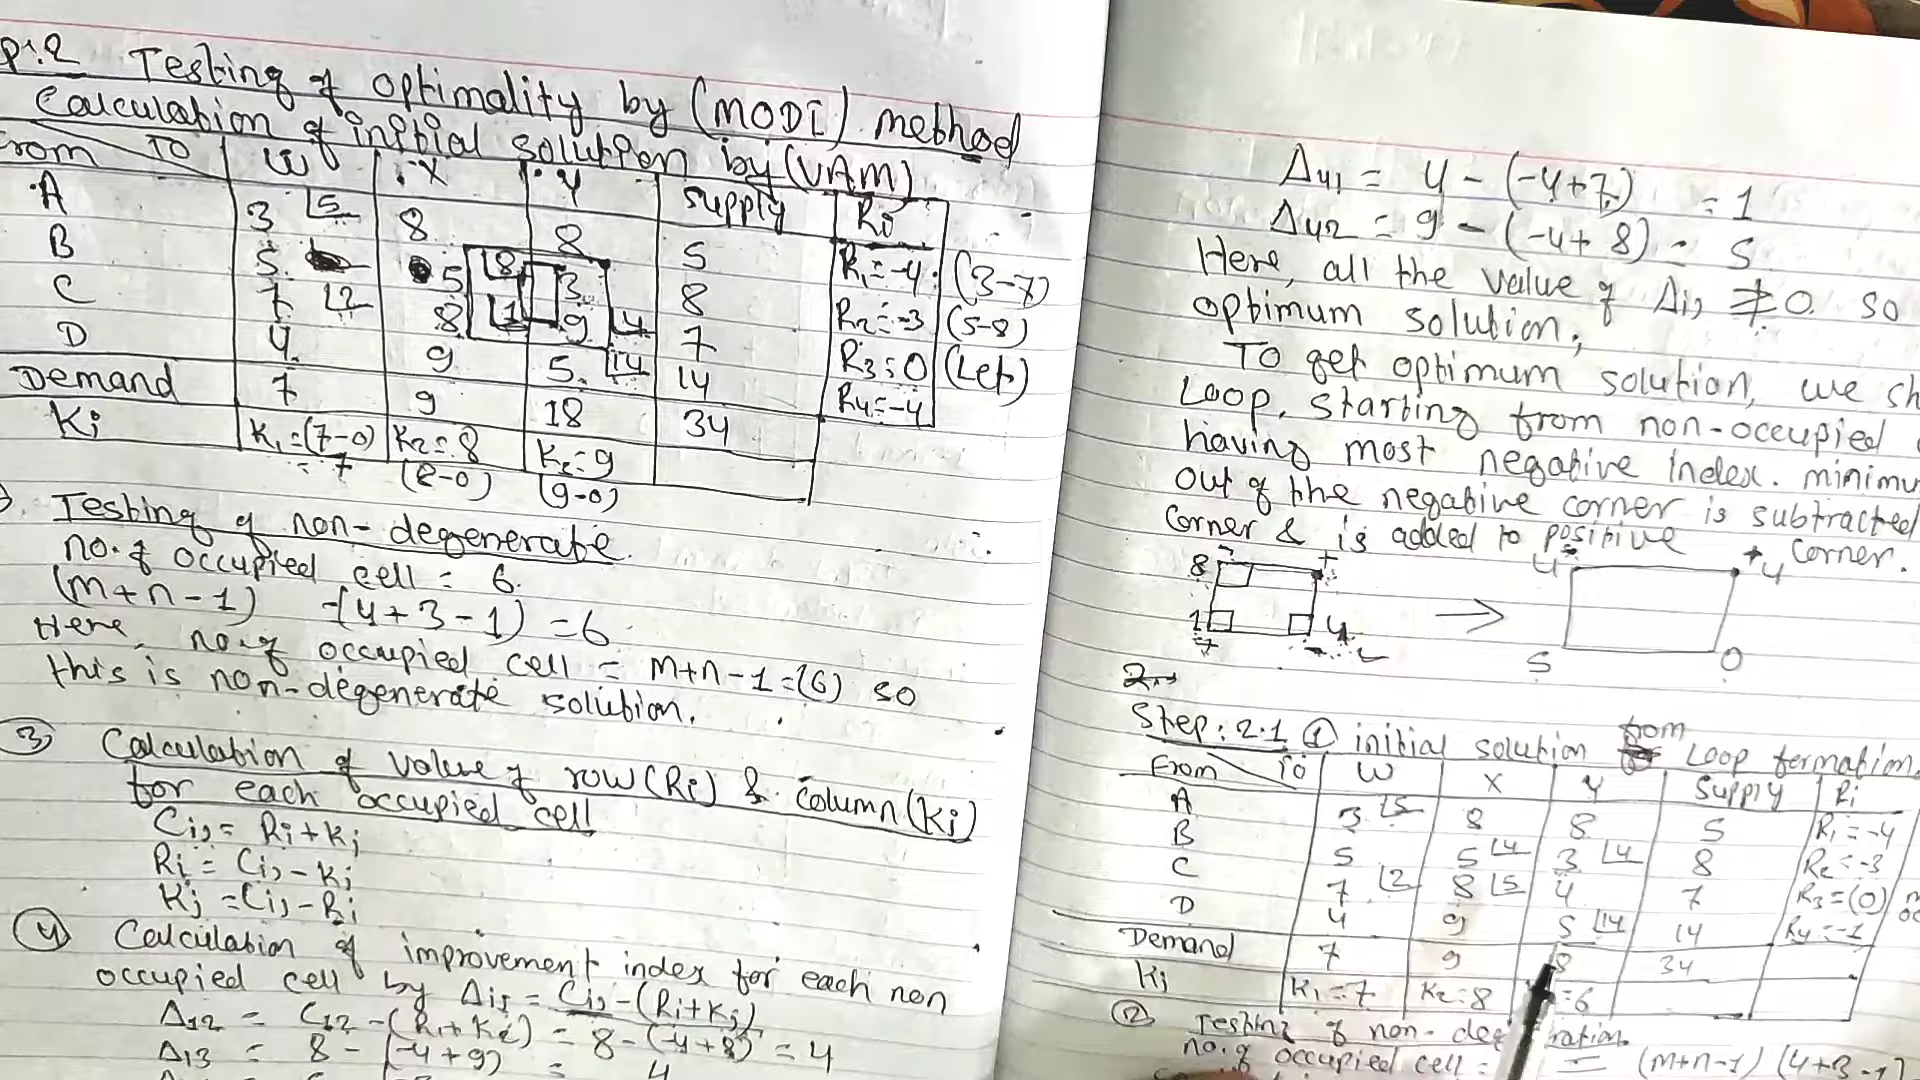 p:2 Testing of optimality by (MODI) method
Calculation of initial solution by (VAM)
From TO W X Y Supply Ri
A 3 5 8 8 5 R1=-4 (3-7)
B 5 5 8 3 8 R2=-3 (5-8)
C 7 2 8 1 9 4 7 R3=0 (Let)
D 4 9 5 14 14 R4=-4
Demand 7 9 18 34
Kj K1=(7-0) =7 K2=8 (8-0) K3=9 (9-0)
Testing of non-degenerate
no. of occupied cell = 6
(m+n-1) -(4+3-1) = 6
Here, no. of occupied cell = m+n-1=(6) so
this is non-degenerate solution.
3 Calculation of value of row(Ri) & column(Kj)
for each occupied cell
Cij = Ri+Kj
Ri = Cij-Kj
Kj = Cij-Ri
4 Calculation of improvement index for each non
occupied cell by Δij = Cij-(Ri+Kj)
Δ12 = C12-(R1+K2) = 8-(-4+8) = 4
Δ13 = 8-(-4+9) = 4
Δ41 = 4-(-4+7) = 1
Δ42 = 9-(-4+8) = 5
Here, all the value of Δij ≱0. so
optimum solution,
To get optimum solution, we
Loop, starting from non-occupied
having most negative index.
out of the negative corner is subtracted
corner & is added to positive corner.
8 - + 4 + 4
1 + 4 - 5 0
Step:2.1 1 initial solution from Loop formation
From To W X Y Supply Ri
A 3 5 8 8 5 R1=-4
B 5 5 4 3 4 8 R2=-3
C 7 2 8 5 4 7 R3=(0)
D 4 9 5 14 14 R4=-1
Demand 7 9 8 34
Kj K1=7 K2=8 =6
2 Testing of non-deg ration
no. of occupied cell = = (m+n-1) (4+3-1)